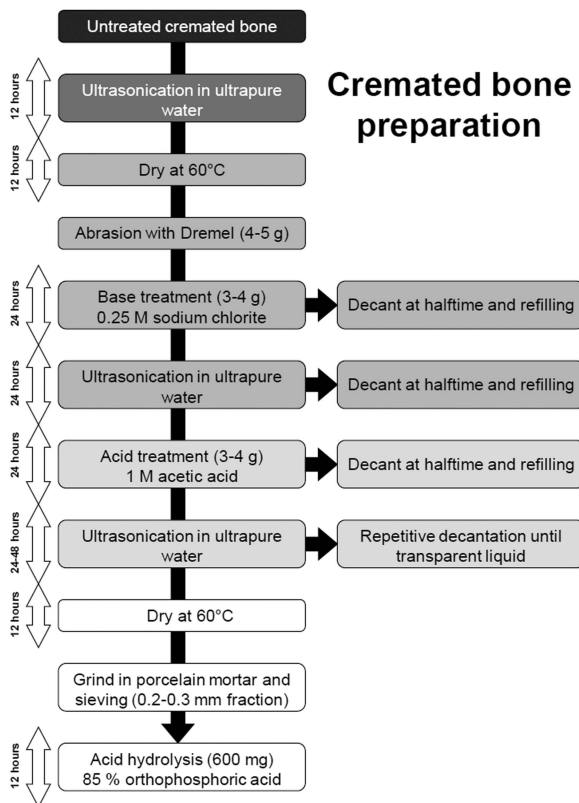 Cremated bone
preparation
Untreated cremated bone
12 hours
Ultrasonication in ultrapure
water
12 hours
Dry at 60°C
Abrasion with Dremel (4-5 g)
24 hours
Base treatment (3-4 g)
0.25 M sodium chlorite
Decant at halftime and refilling
24 hours
Ultrasonication in ultrapure
water
Decant at halftime and refilling
24 hours
Acid treatment (3-4 g)
1 M acetic acid
Decant at halftime and refilling
24-48 hours
Ultrasonication in ultrapure
water
Repetitive decantation until
transparent liquid
12 hours
Dry at 60°C
Grind in porcelain mortar and
sieving (0.2-0.3 mm fraction)
12 hours
Acid hydrolysis (600 mg)
85 % orthophosphoric acid